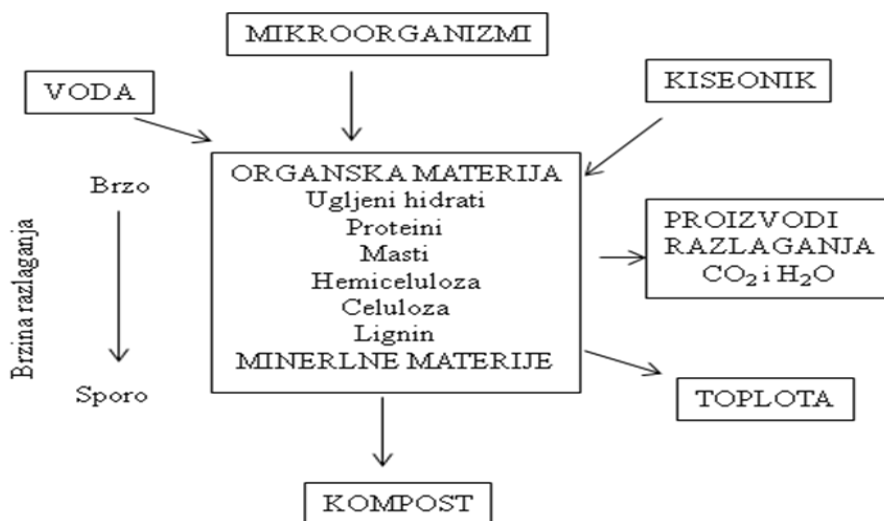 MIKROORGANIZMI
VODA
KISEONIK
ORGANSKA MATERIJA
Ugljeni hidrati
Proteini
Masti
Hemiceluloza
Celuloza
Lignin
MINERLNE MATERIJE
Brzina razlaganja
Brzo
Sporo
PROIZVODI
RAZLAGANJA
CO₂ i H₂O
TOPLOTA
KOMPOST